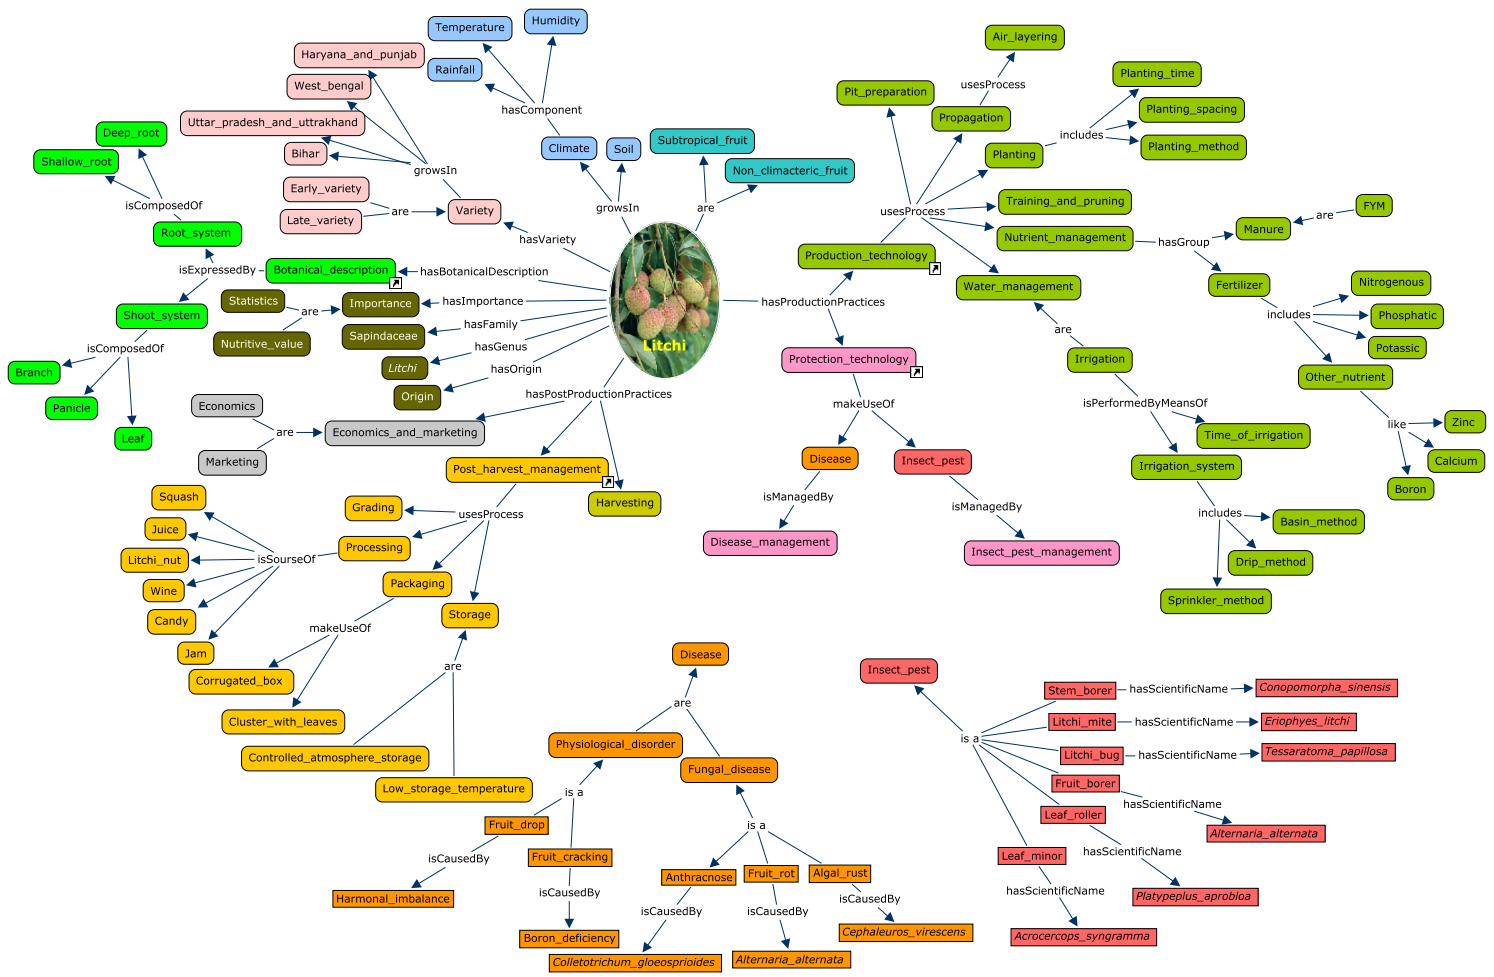 Temperature
Humidity
Rainfall
hasComponent
Climate
Soil
growsIn
Haryana_and_punjab
West_bengal
Uttar_pradesh_and_uttrakhand
Bihar
growsIn
Early_variety
Late_variety
are
Variety
hasVariety
Subtropical_fruit
Non_climacteric_fruit
are
Deep_root
Shallow_root
isComposedOf
Root_system
isExpressedBy
Botanical_description
hasBotanicalDescription
Shoot_system
isComposedOf
Branch
Panicle
Leaf
Statistics
Nutritive_value
are
Importance
hasImportance
Sapindaceae
hasFamily
Litchi
hasGenus
Origin
hasOrigin
Litchi
hasPostProductionPractices
Economics
Marketing
are
Economics_and_marketing
Post_harvest_management
Harvesting
usesProcess
Grading
Processing
Packaging
Storage
isSourseOf
Squash
Juice
Litchi_nut
Wine
Candy
Jam
makeUseOf
Corrugated_box
Cluster_with_leaves
are
Controlled_atmosphere_storage
Low_storage_temperature
hasProductionPractices
Production_technology
usesProcess
Pit_preparation
Propagation
usesProcess
Air_layering
Planting
includes
Planting_time
Planting_spacing
Planting_method
Training_and_pruning
Nutrient_management
hasGroup
Manure
are
FYM
Fertilizer
includes
Nitrogenous
Phosphatic
Potassic
Other_nutrient
like
Zinc
Calcium
Boron
Water_management
are
Irrigation
isPerformedByMeansOf
Time_of_irrigation
Irrigation_system
includes
Basin_method
Drip_method
Sprinkler_method
Protection_technology
makeUseOf
Disease
Insect_pest
isManagedBy
Disease_management
isManagedBy
Insect_pest_management
Disease
are
Physiological_disorder
Fungal_disease
is a
Fruit_drop
isCausedBy
Harmonal_imbalance
Fruit_cracking
isCausedBy
Boron_deficiency
is a
Anthracnose
Fruit_rot
Algal_rust
isCausedBy
isCausedBy
isCausedBy
Colletotrichum_gloeosprioides
Alternaria_alternata
Cephaleuros_virescens
Insect_pest
is a
Stem_borer
hasScientificName
Conopomorpha_sinensis
Litchi_mite
hasScientificName
Eriophyes_litchi
Litchi_bug
hasScientificName
Tessaratoma_papillosa
Fruit_borer
hasScientificName
Alternaria_alternata
Leaf_roller
hasScientificName
Platypeplus_aprobloa
Leaf_minor
hasScientificName
Acrocercops_syngramma